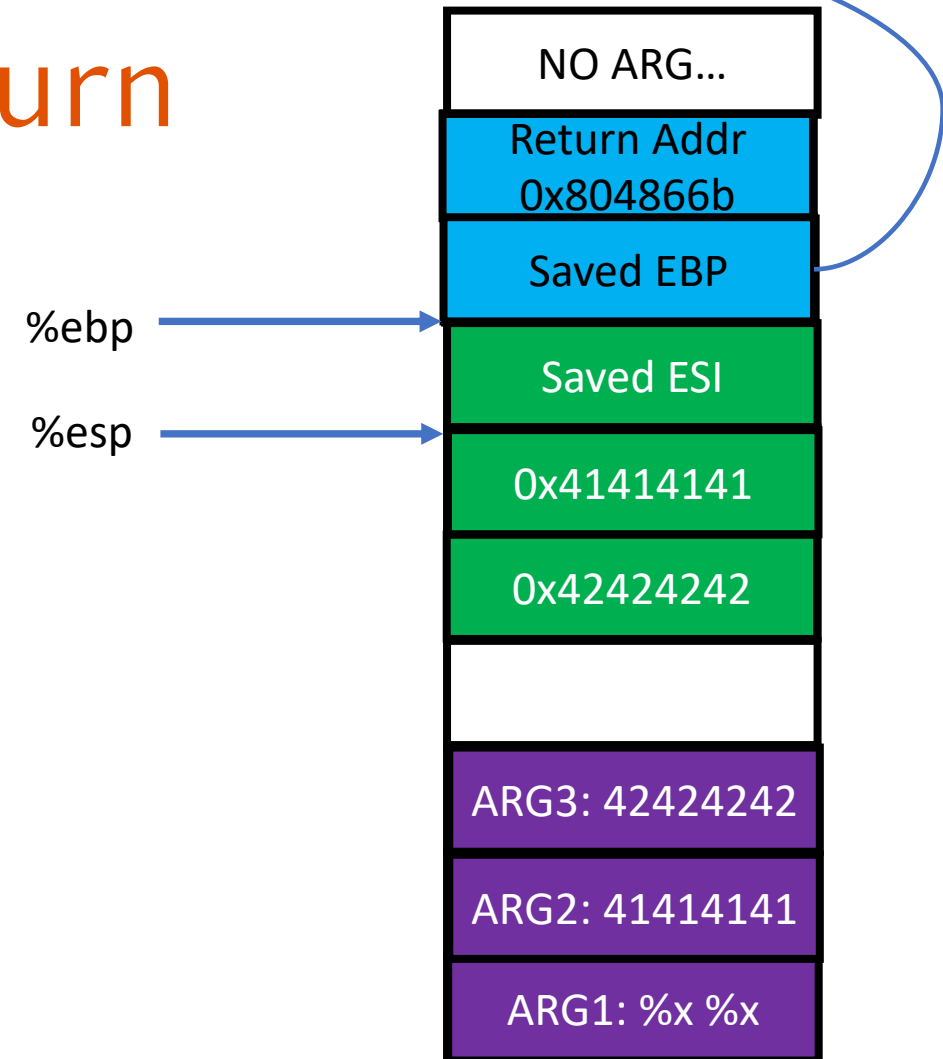 urn
NO ARG…
Return Addr
0x804866b
Saved EBP
%ebp
Saved ESI
%esp
0x41414141
0x42424242
ARG3: 42424242
ARG2: 41414141
ARG1: %x %x